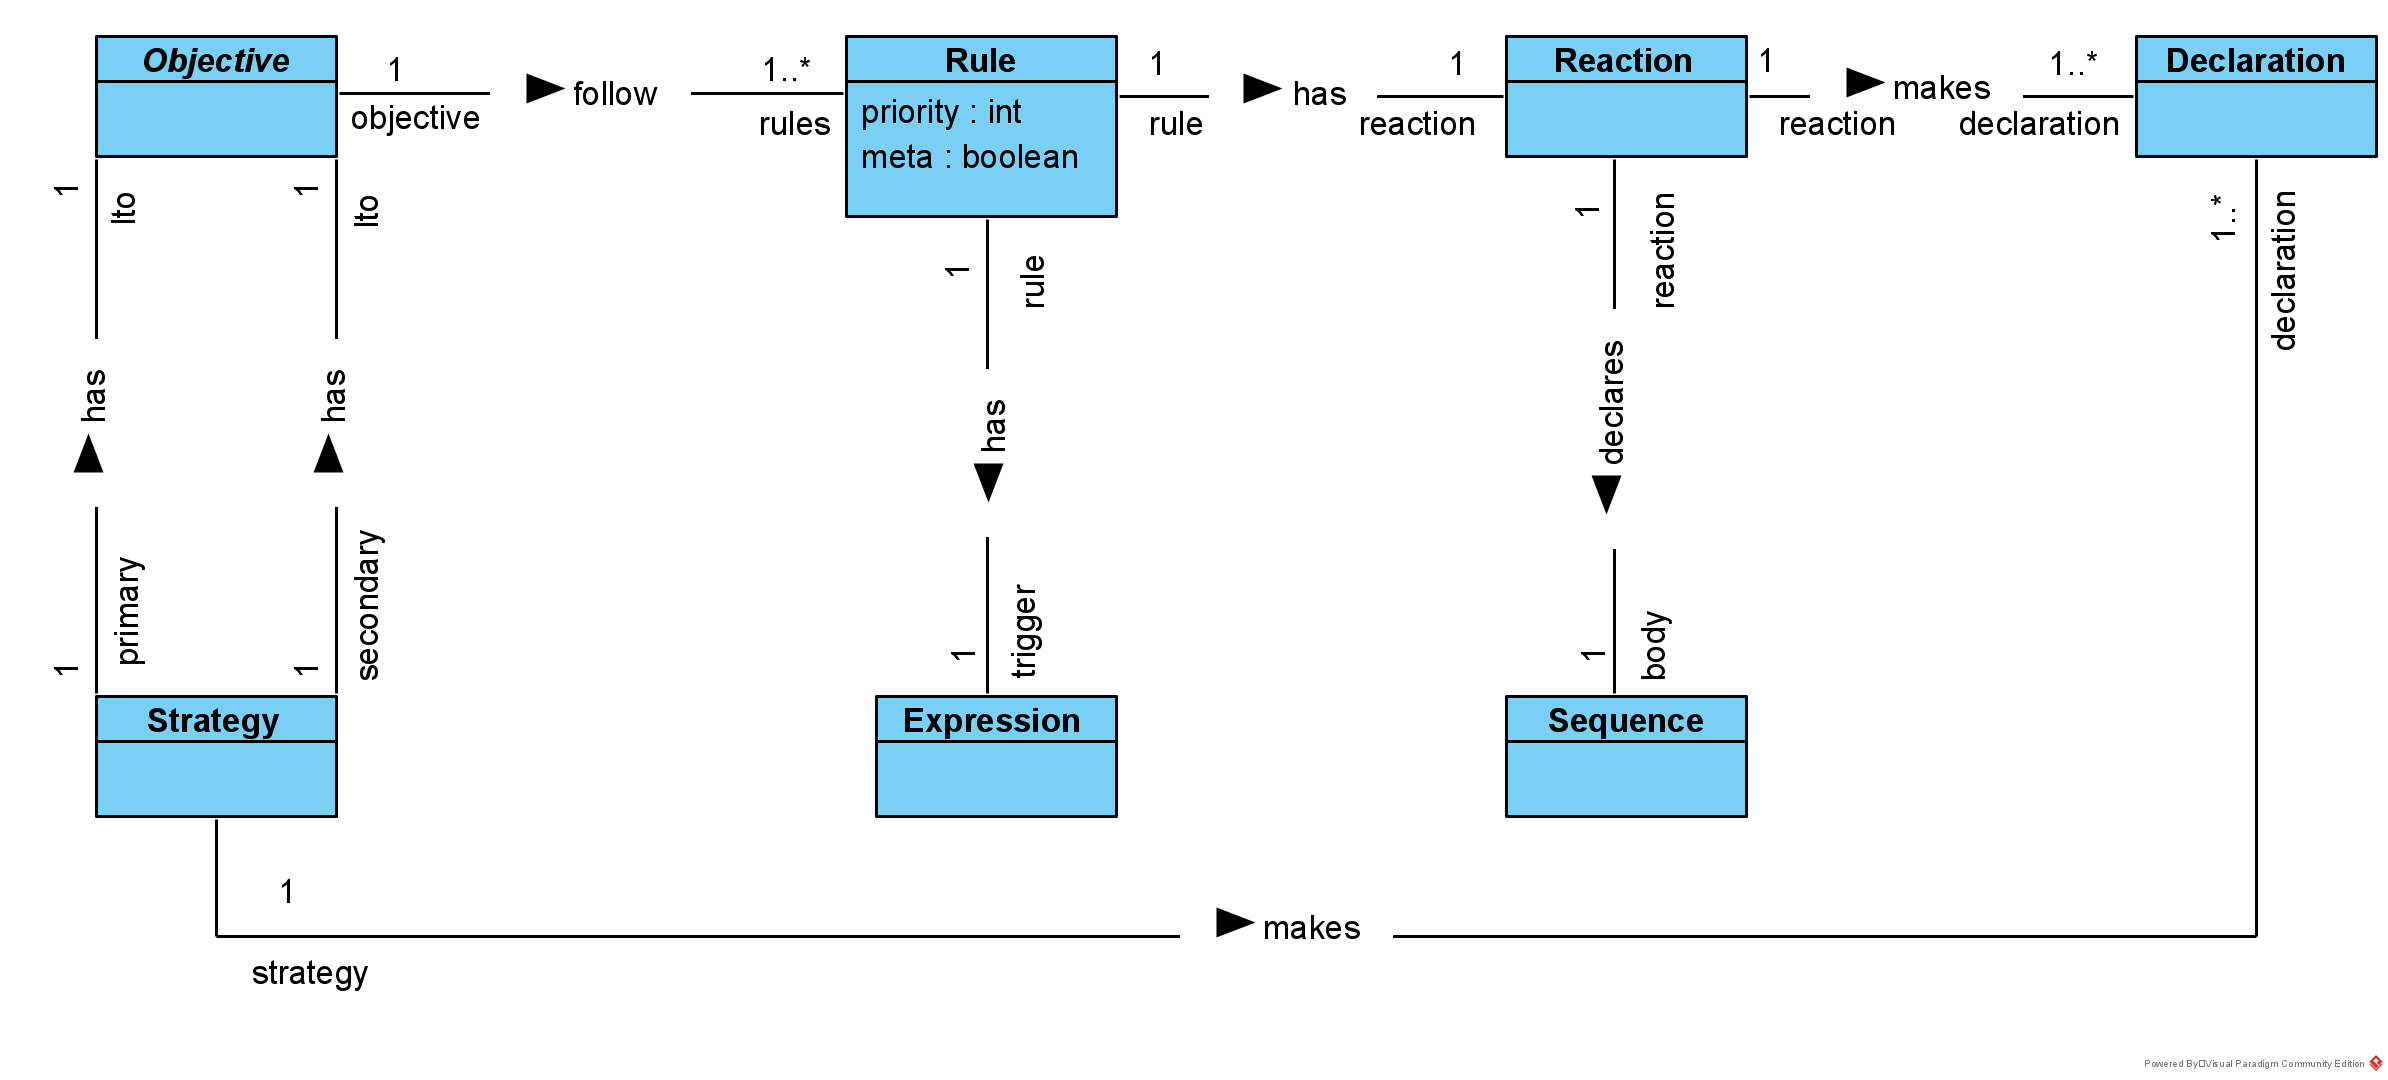 Objective
1
follow
1..*
objective
rules
Rule
priority : int
meta : boolean
1
has
1
rule
reaction
Reaction
1
makes
1..*
reaction
declaration
Declaration
1
lto
has
primary
1
1
lto
has
secondary
1
1
rule
has
trigger
1
1
reaction
declares
body
1
1..*
declaration
Strategy
Expression
Sequence
1
makes
strategy
Powered By Visual Paradigm Community Edition